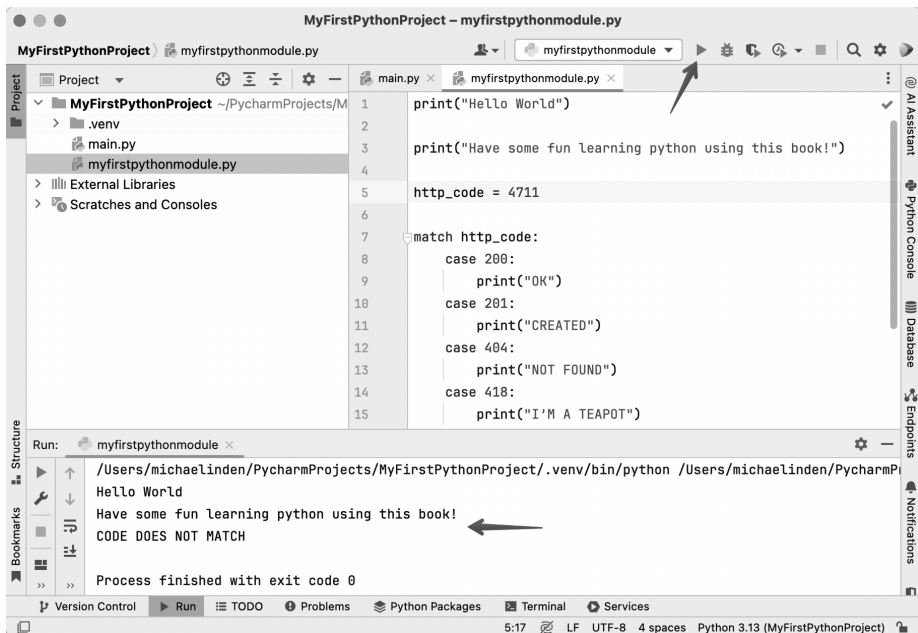 MyFirstPythonProject – myfirstpythonmodule.py
MyFirstPythonProject myfirstpythonmodule.py
myfirstpythonmodule
Project
Project
MyFirstPythonProject ~/PycharmProjects/M
.venv
main.py
myfirstpythonmodule.py
External Libraries
Scratches and Consoles
Structure
Bookmarks
main.py
myfirstpythonmodule.py
1 print("Hello World")
2
3 print("Have some fun learning python using this book!")
4
5 http_code = 4711
6
7 match http_code:
8 case 200:
9 print("OK")
10 case 201:
11 print("CREATED")
12 case 404:
13 print("NOT FOUND")
14 case 418:
15 print("I'M A TEAPOT")
AI Assistant
Python Console
Database
Endpoints
Notifications
Run: myfirstpythonmodule
/Users/michaelinden/PycharmProjects/MyFirstPythonProject/.venv/bin/python /Users/michaelinden/PycharmPr
Hello World
Have some fun learning python using this book!
CODE DOES NOT MATCH
Process finished with exit code 0
Version Control Run TODO Problems Python Packages Terminal Services
5:17 LF UTF-8 4 spaces Python 3.13 (MyFirstPythonProject)